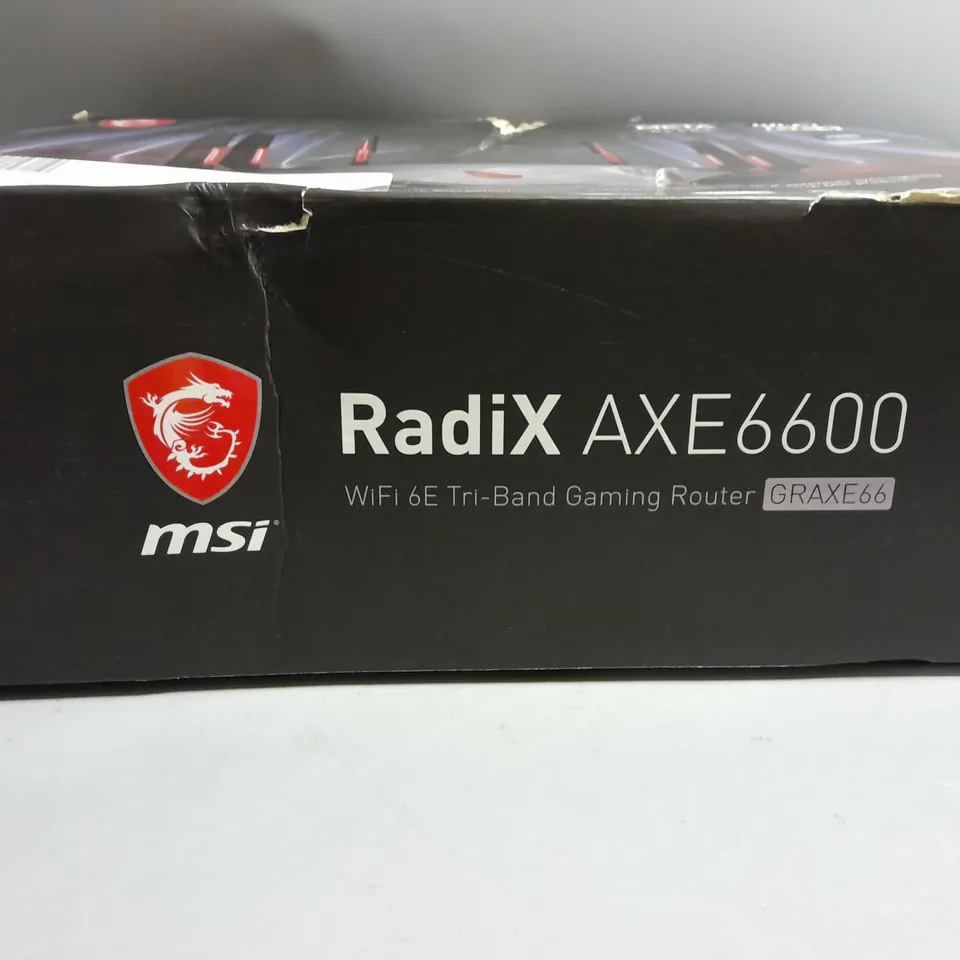 RadiX AXE6600
WiFi 6E Tri-Band Gaming Router GRAXE66
msi